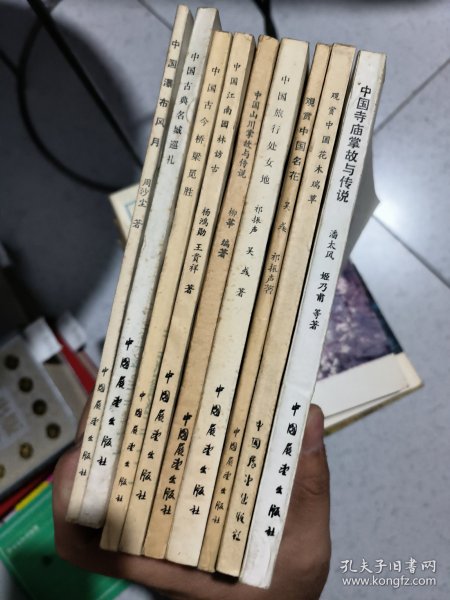 中国瀑布风月
周沙尘 著
中国展望出版社
中国古典名城巡礼
中国展望出版社
中国古今桥梁览胜
杨鸿勋 王贵祥 著
中国展望出版社
中国江南园林访古
柳华 编著
中国展望出版社
中国山川掌故与传说
中国展望出版社
中国旅行处女地
祁振声 吴戎 著
中国展望出版社
观赏中国名花
吴戎 祁振声
中国展望出版社
观赏中国花木瑞草
中国展望出版社
中国寺庙掌故与传说
潘太风 姬乃甫 等著
中国展望出版社
孔夫子旧书网
www.kongfz.com